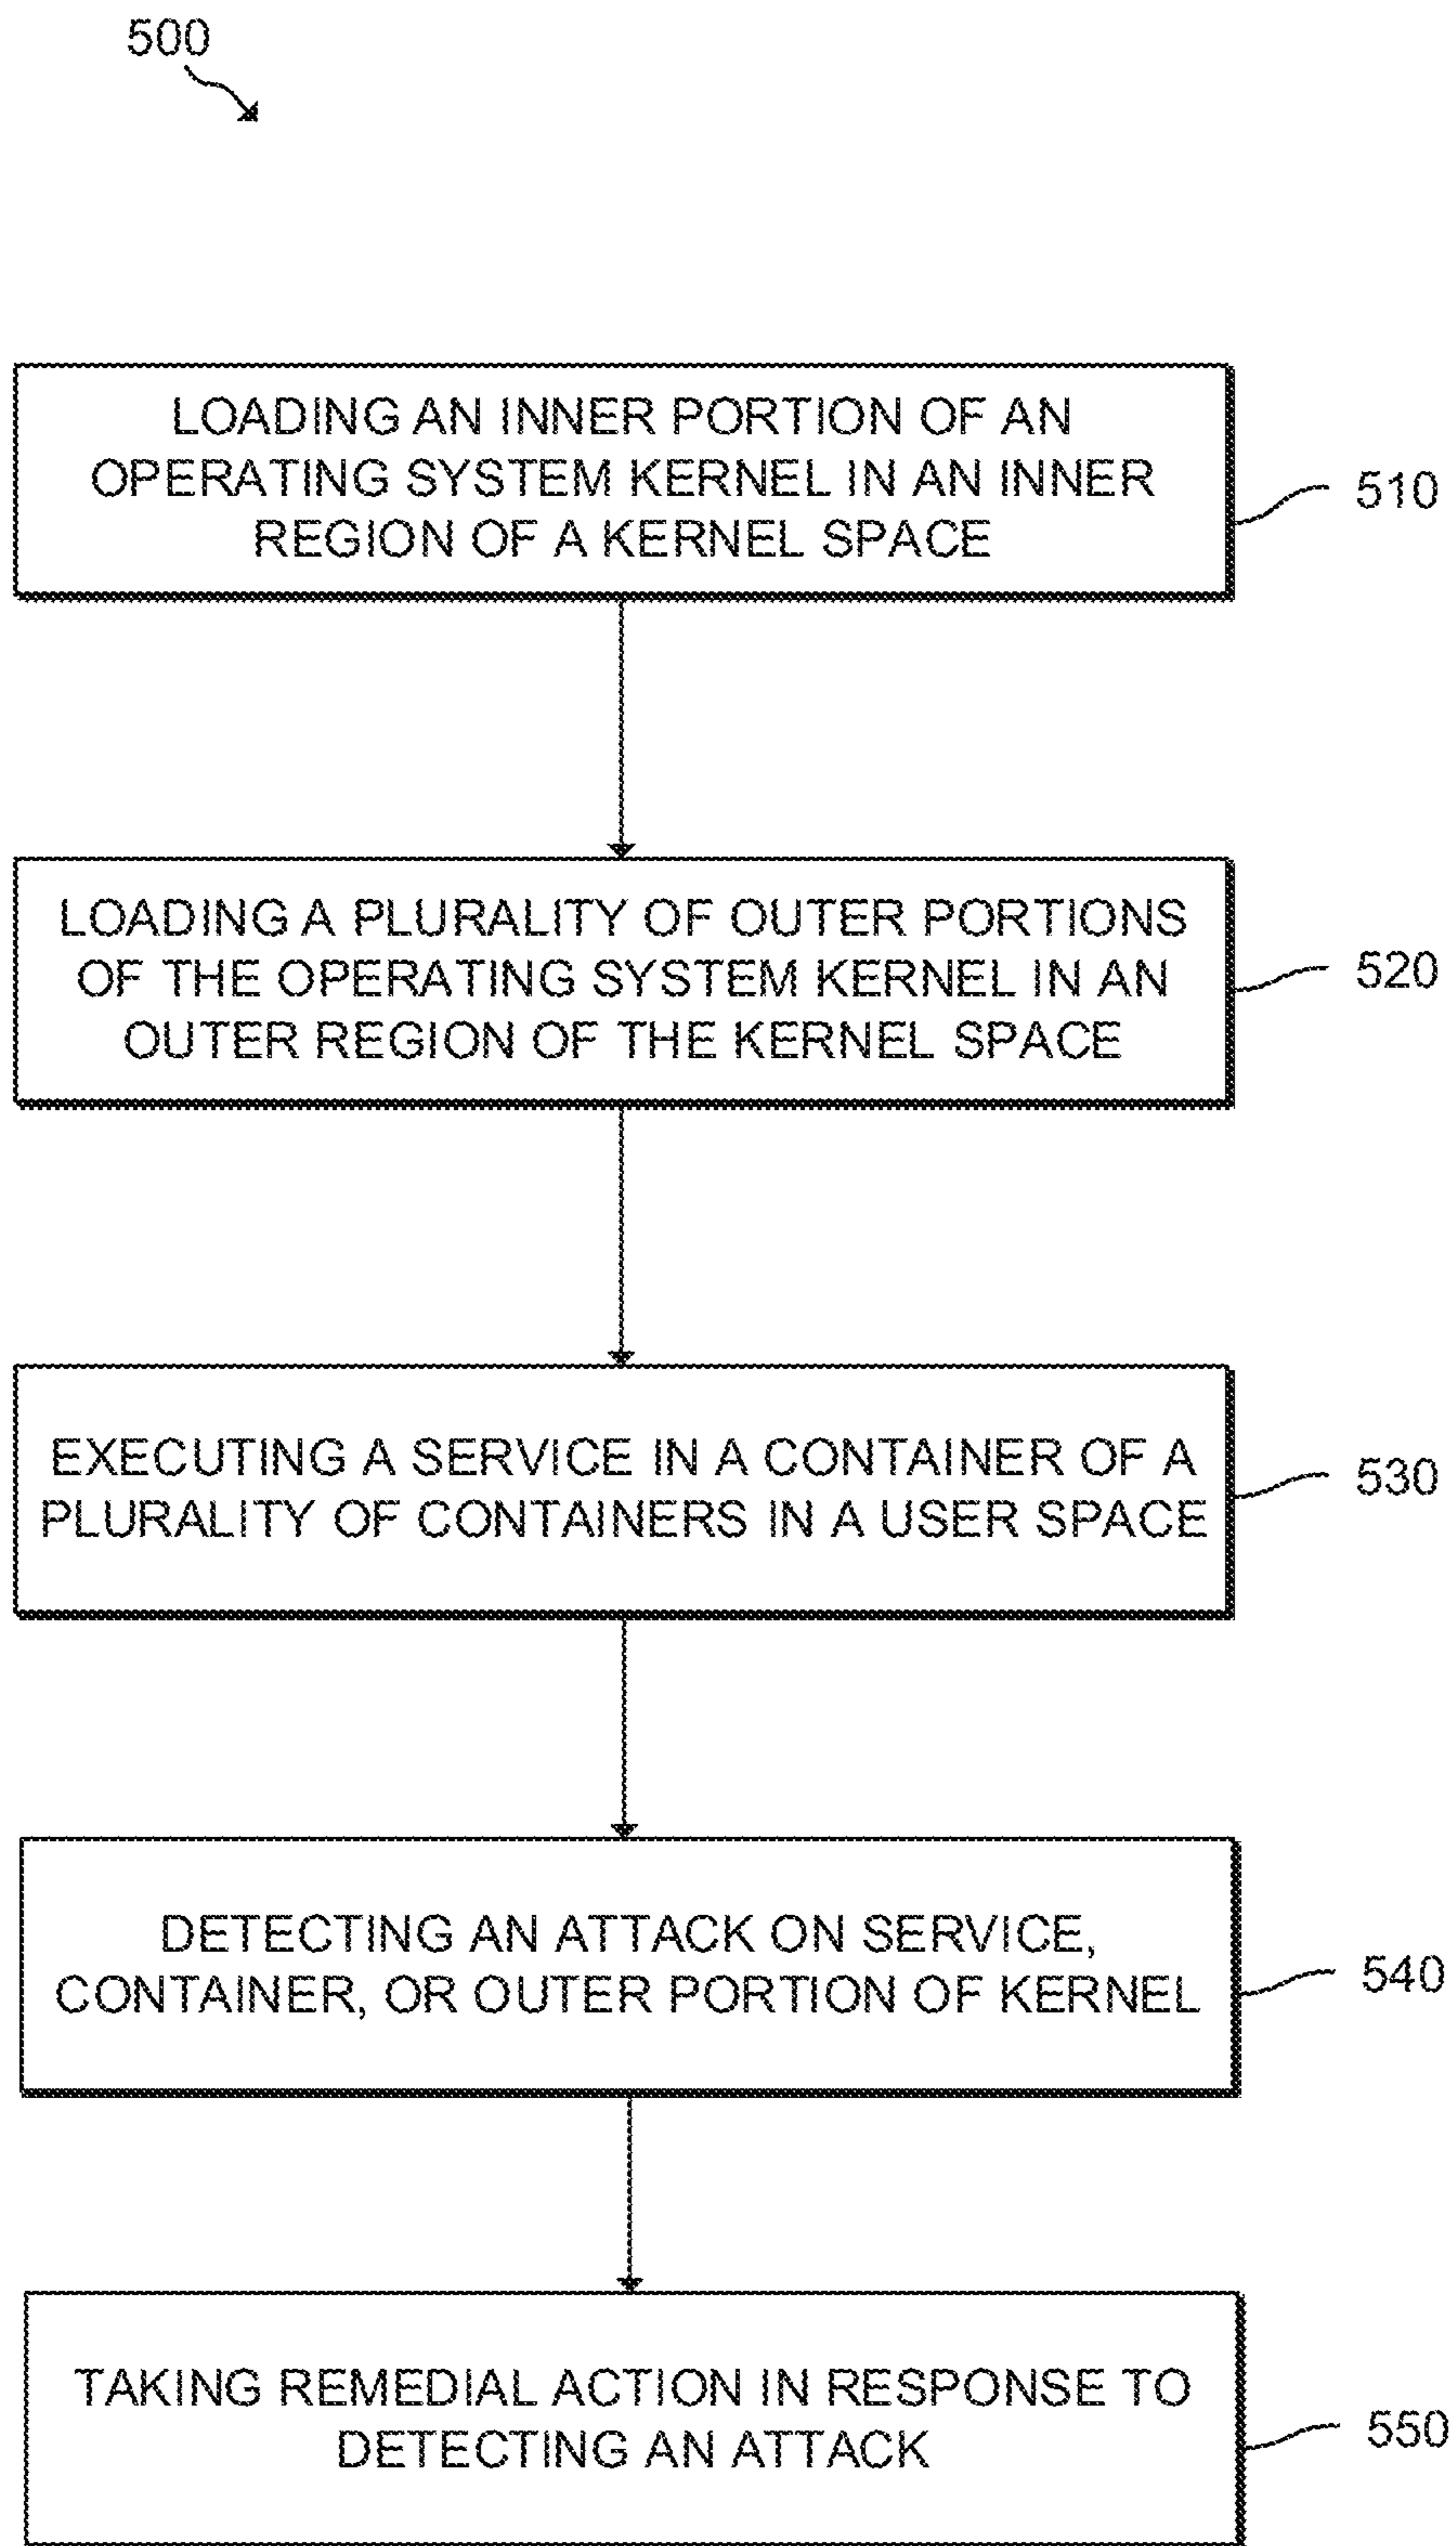 500
LOADING AN INNER PORTION OF AN
OPERATING SYSTEM KERNEL IN AN INNER
REGION OF A KERNEL SPACE
510
LOADING A PLURALITY OF OUTER PORTIONS
OF THE OPERATING SYSTEM KERNEL IN AN
OUTER REGION OF THE KERNEL SPACE
520
EXECUTING A SERVICE IN A CONTAINER OF A
PLURALITY OF CONTAINERS IN A USER SPACE
530
DETECTING AN ATTACK ON SERVICE,
CONTAINER, OR OUTER PORTION OF KERNEL
540
TAKING REMEDIAL ACTION IN RESPONSE TO
DETECTING AN ATTACK
550